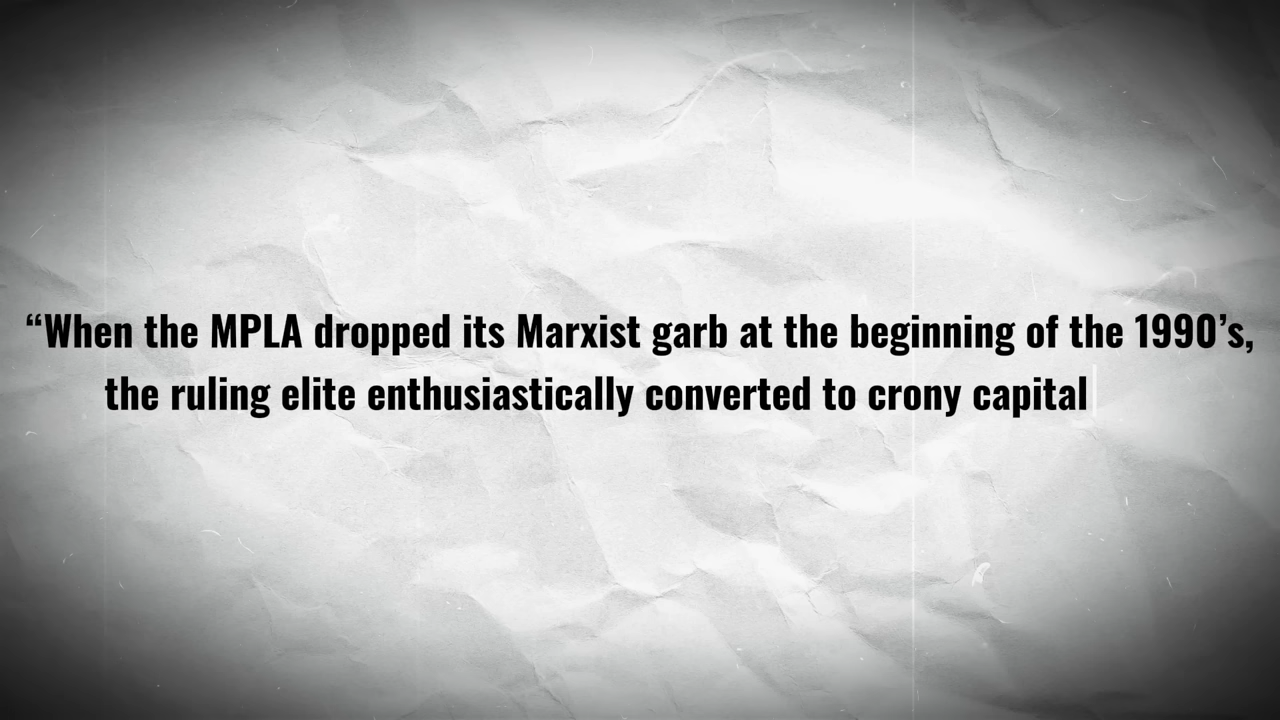 “When the MPLA dropped its Marxist garb at the beginning of the 1990’s,
the ruling elite enthusiastically converted to crony capital